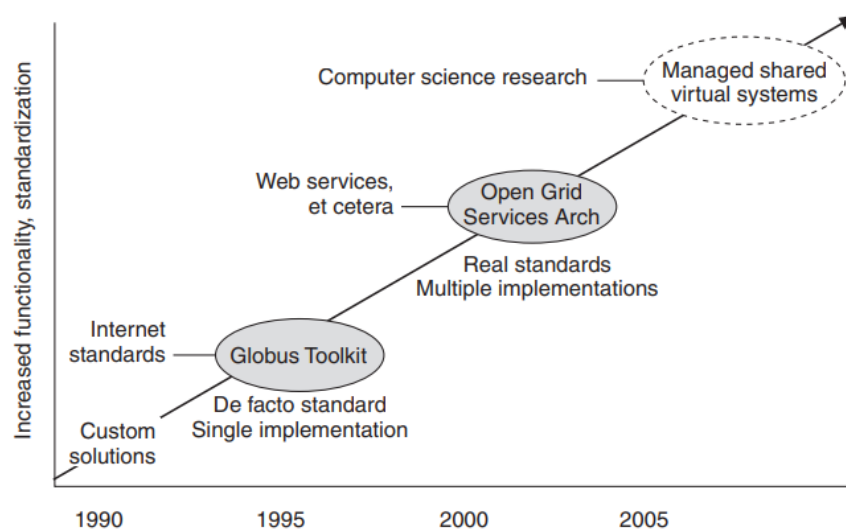 Computer science research
Managed shared
virtual systems
Web services,
et cetera
Open Grid
Services Arch
Real standards
Multiple implementations
Internet
standards
Globus Toolkit
De facto standard
Single implementation
Custom
solutions
Increased functionality, standardization
1990 1995 2000 2005